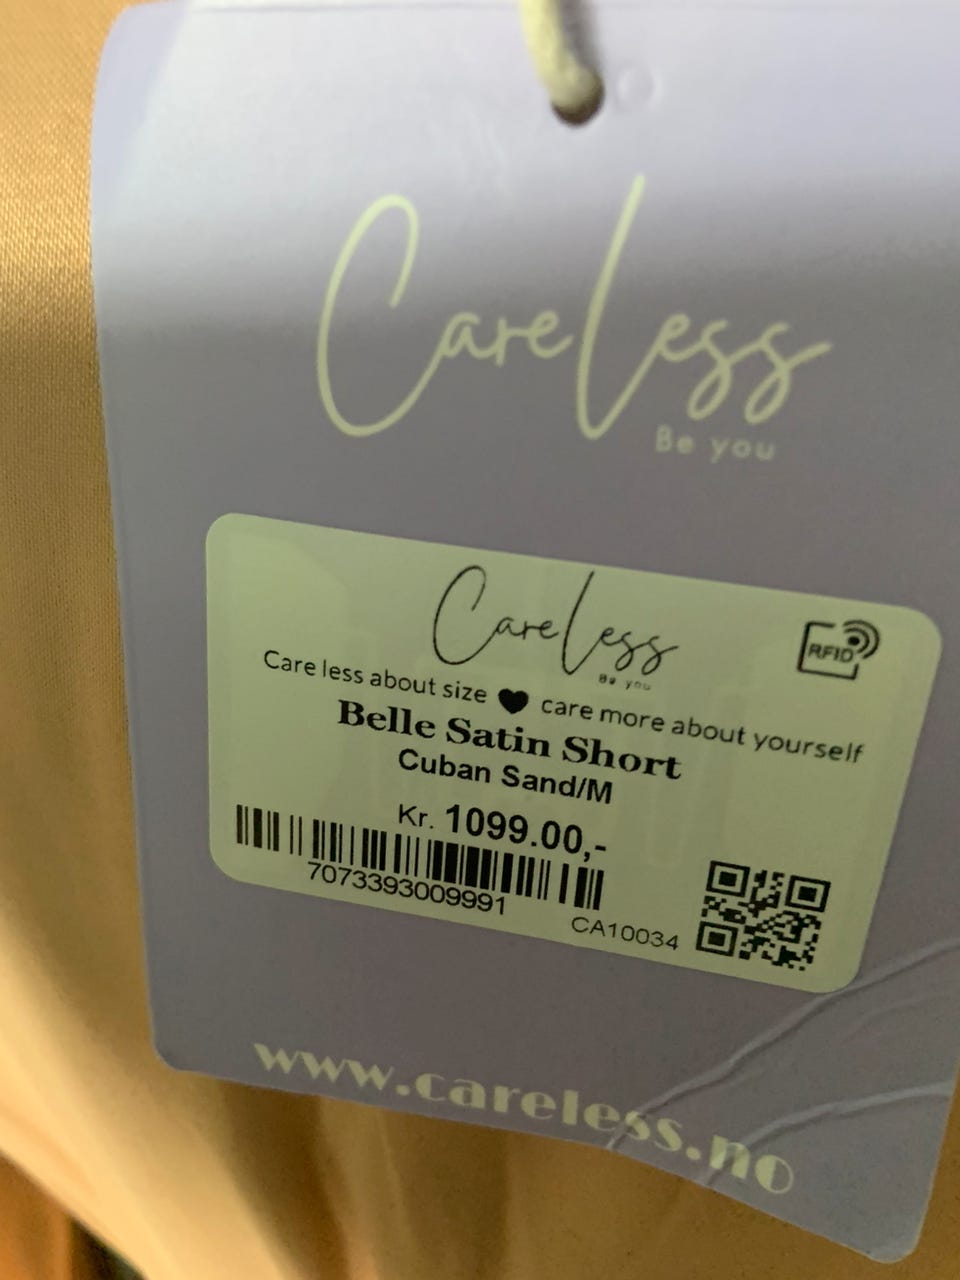 CareLess
Be you
CareLess
Be you
RFID
Care less about size ♥ care more about yourself
Belle Satin Short
Cuban Sand/M
Kr. 1099.00,-
7073393009991
CA10034
www.careless.no